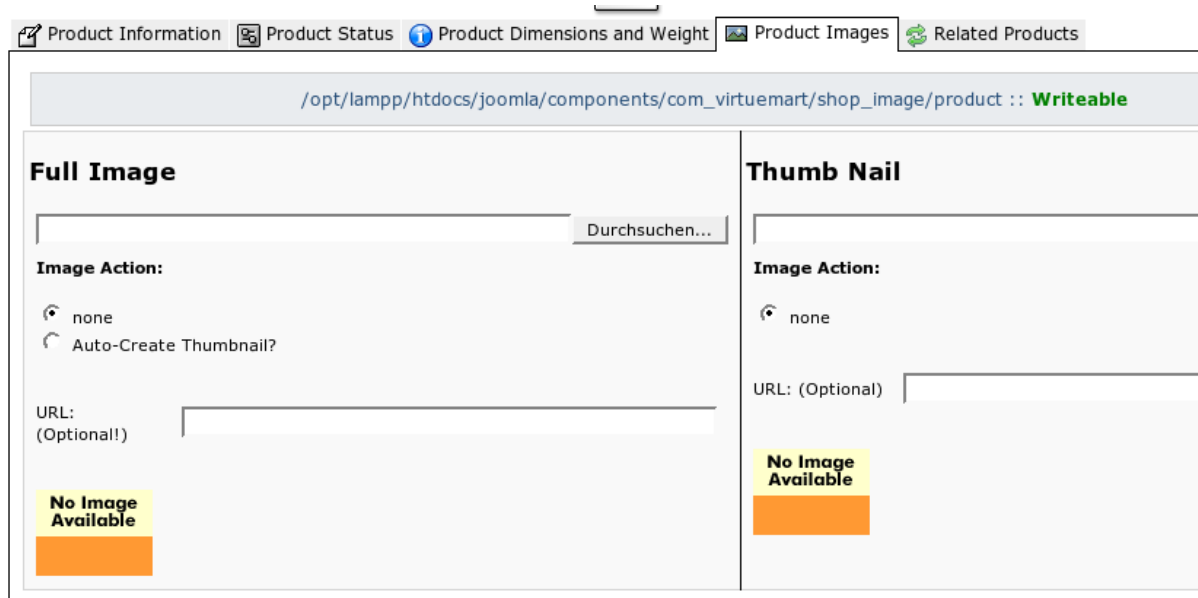 Product Information Product Status Product Dimensions and Weight Product Images Related Products
/opt/lampp/htdocs/joomla/components/com_virtuemart/shop_image/product :: Writeable
Full Image
Durchsuchen...
Image Action:
none
Auto-Create Thumbnail?
URL:
(Optional!)
No Image
Available
Thumb Nail
Image Action:
none
URL: (Optional)
No Image
Available